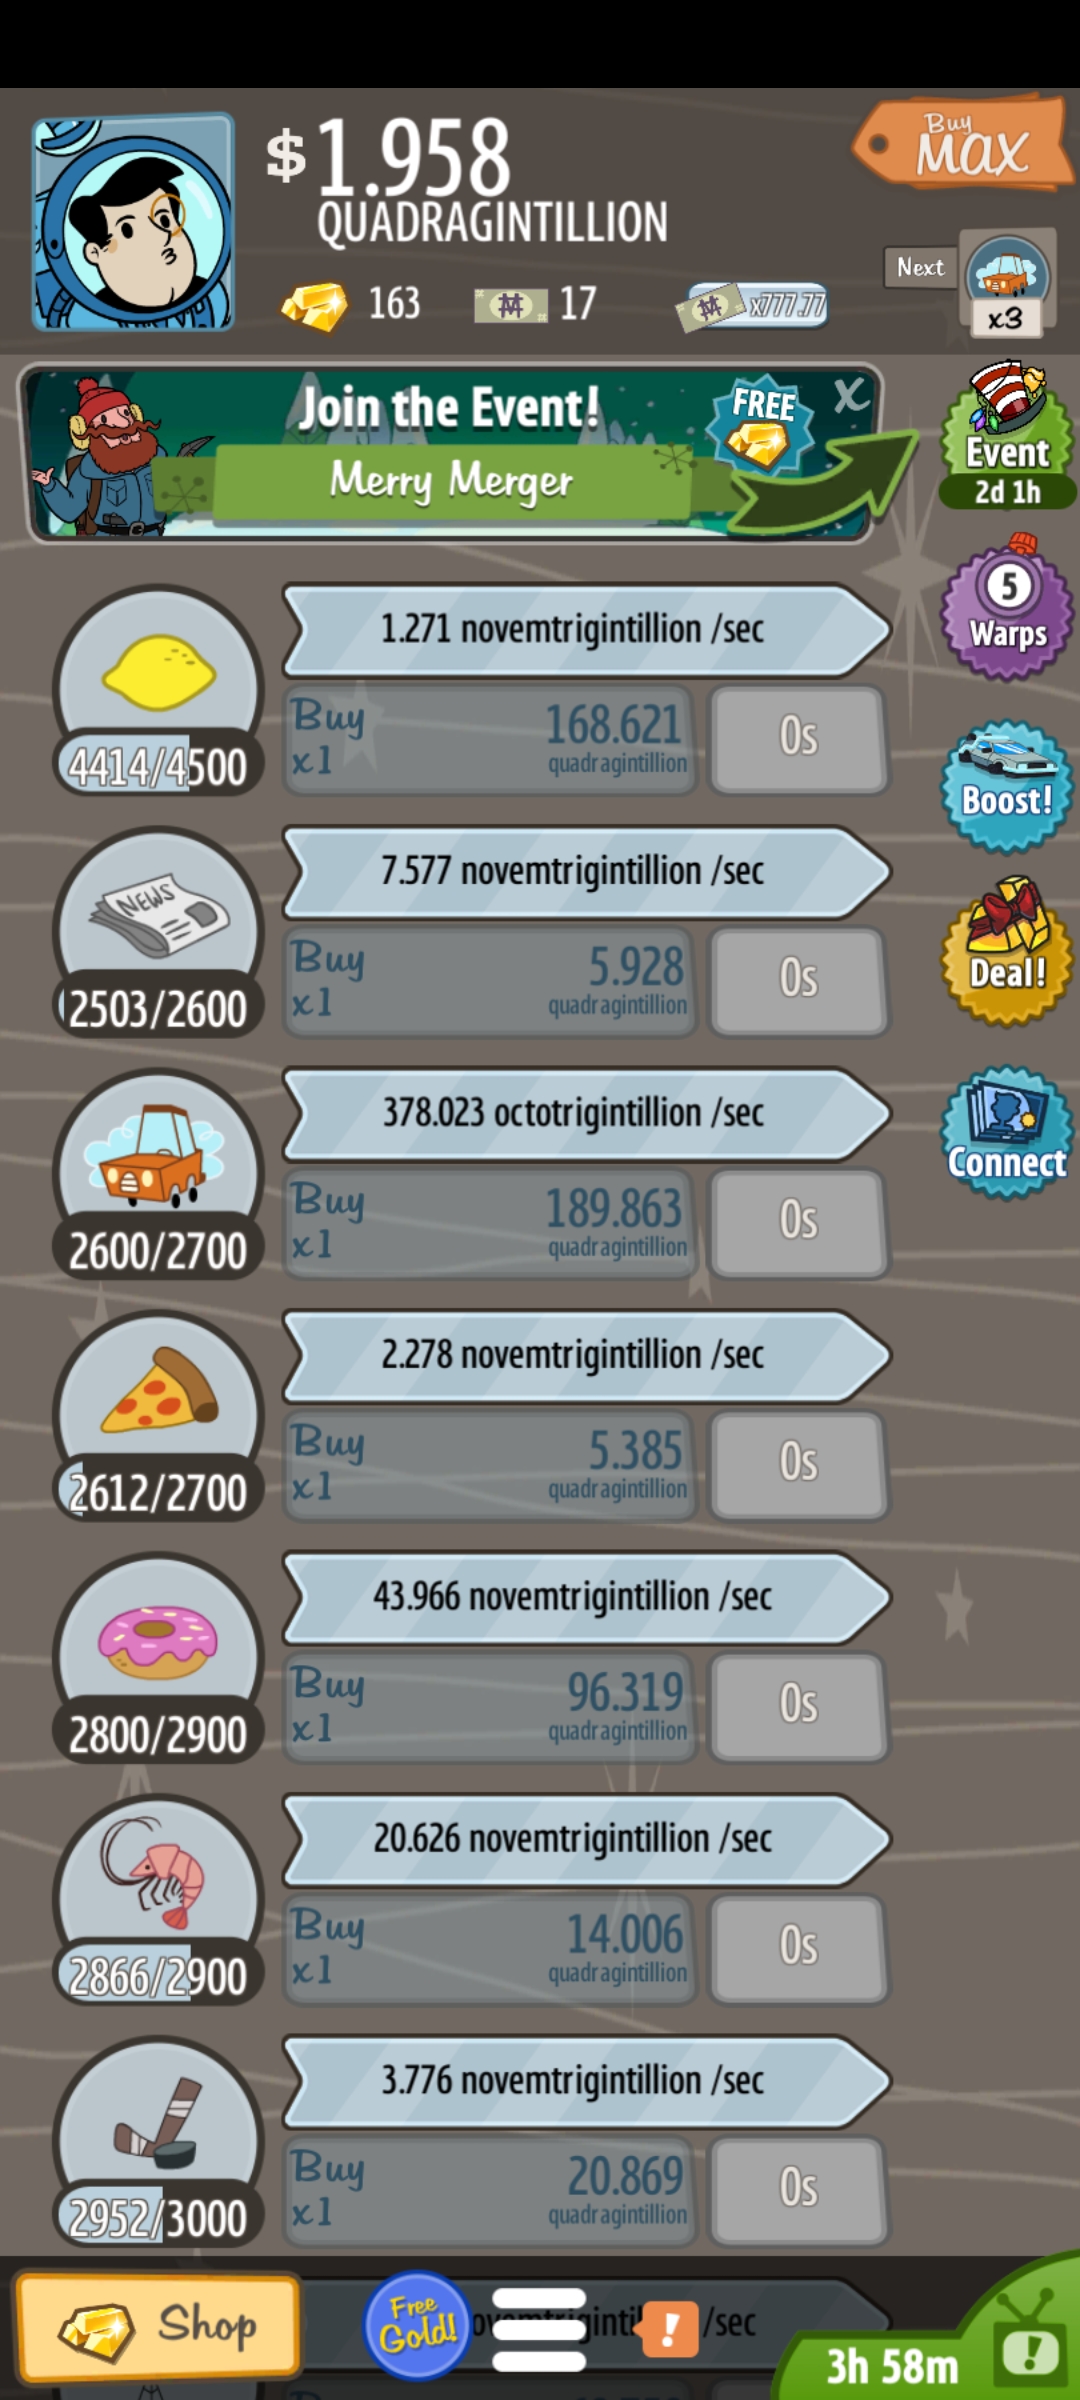 $1.958
QUADRAGINTILLION
Buy
MAX
163
17
x777.77
Next
x3
Join the Event!
Merry Merger
FREE
X
Event
2d 1h
1.271 novemtrigintillion /sec
Buy
x1
168.621
quadragintillion
0s
4414/4500
5
Warps
7.577 novemtrigintillion /sec
NEWS
Buy
x1
5.928
quadragintillion
0s
2503/2600
Boost!
Deal!
378.023 octotrigintillion /sec
Buy
x1
189.863
quadragintillion
0s
2600/2700
Connect
2.278 novemtrigintillion /sec
Buy
x1
5.385
quadragintillion
0s
2612/2700
43.966 novemtrigintillion /sec
Buy
x1
96.319
quadragintillion
0s
2800/2900
20.626 novemtrigintillion /sec
Buy
x1
14.006
quadragintillion
0s
2866/2900
3.776 novemtrigintillion /sec
Buy
x1
20.869
quadragintillion
0s
2952/3000
Shop
Free
Gold!
!
/sec
3h 58m
!
Buy